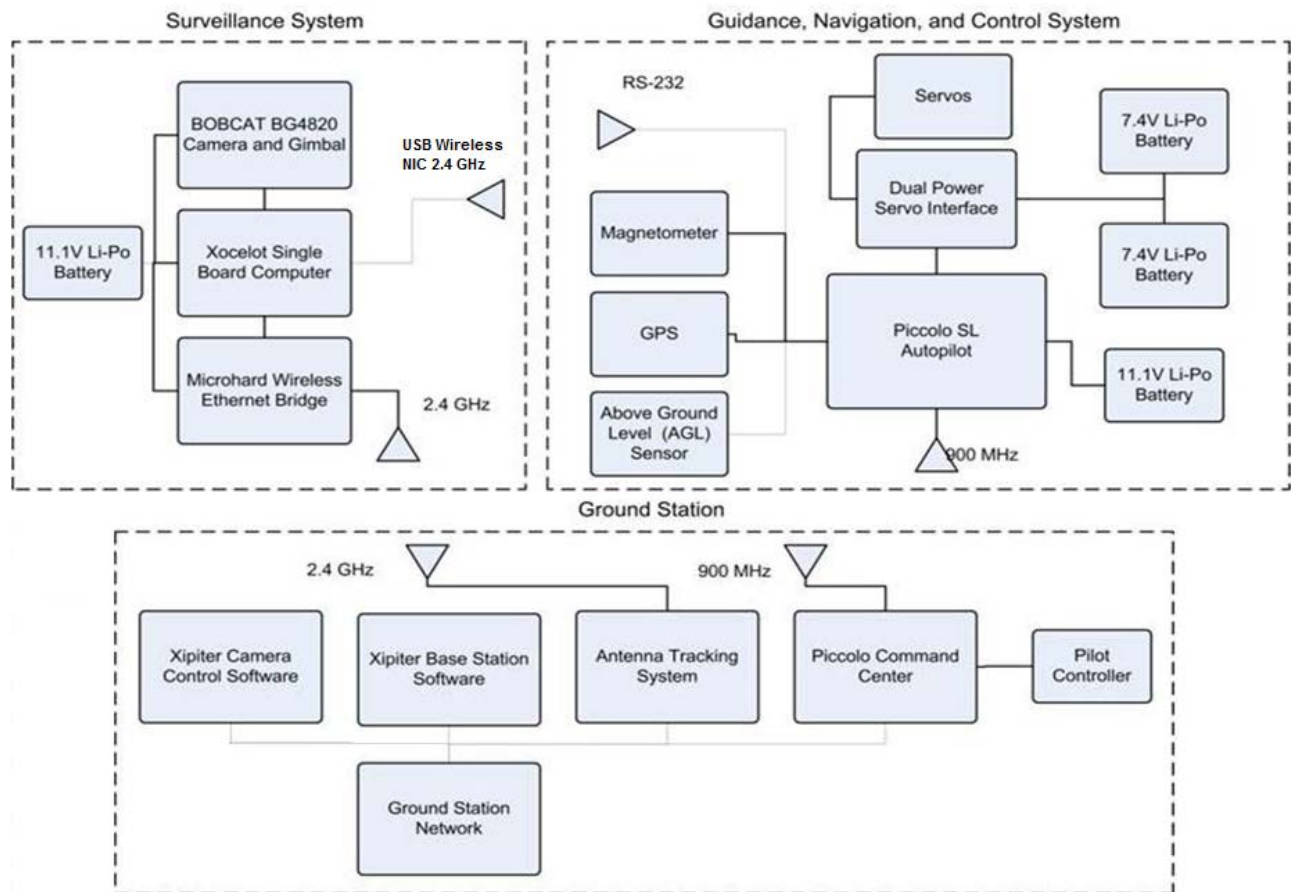 Surveillance System
BOBCAT BG4820
Camera and Gimbal
USB Wireless
NIC 2.4 GHz
11.1V Li-Po
Battery
Xocelot Single
Board Computer
Microhard Wireless
Ethernet Bridge
2.4 GHz
Guidance, Navigation, and Control System
RS-232
Servos
7.4V Li-Po
Battery
Dual Power
Servo Interface
Magnetometer
7.4V Li-Po
Battery
GPS
Piccolo SL
Autopilot
11.1V Li-Po
Battery
Above Ground
Level (AGL)
Sensor
900 MHz
Ground Station
2.4 GHz
900 MHz
Xipiter Camera
Control Software
Xipiter Base Station
Software
Antenna Tracking
System
Piccolo Command
Center
Pilot
Controller
Ground Station
Network